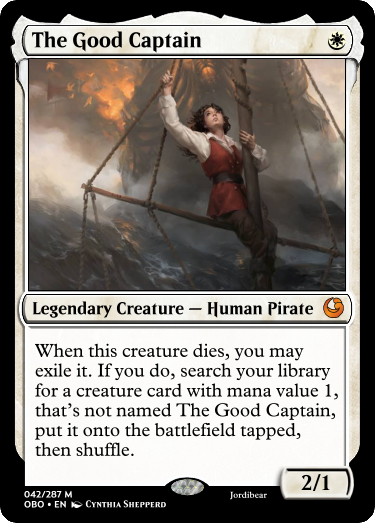 The Good Captain
Legendary Creature — Human Pirate
When this creature dies, you may
exile it. If you do, search your library
for a creature card with mana value 1,
that's not named The Good Captain,
put it onto the battlefield tapped,
then shuffle.
2/1
042/287 M
OBO • EN Cynthia Shepperd
Jordibear